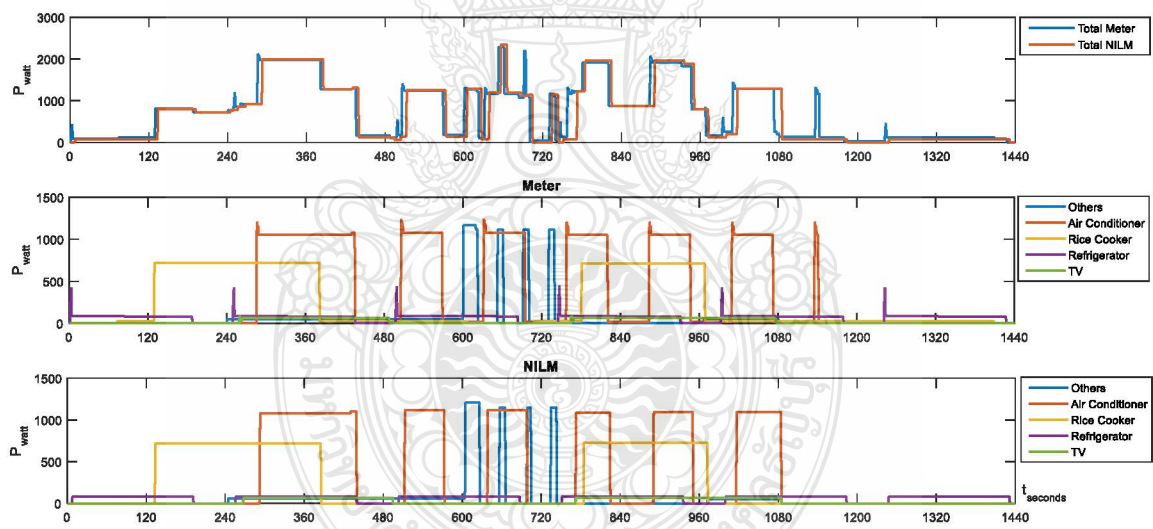 3000
2000
1000
0
P watt
0 120 240 360 480 600 720 840 960 1080 1200 1320 1440
Total Meter
Total NILM
Meter
1500
1000
500
0
P watt
0 120 240 360 480 600 720 840 960 1080 1200 1320 1440
Others
Air Conditioner
Rice Cooker
Refrigerator
TV
NILM
1500
1000
500
0
P watt
0 120 240 360 480 600 720 840 960 1080 1200 1320 1440
Others
Air Conditioner
Rice Cooker
Refrigerator
TV
t seconds